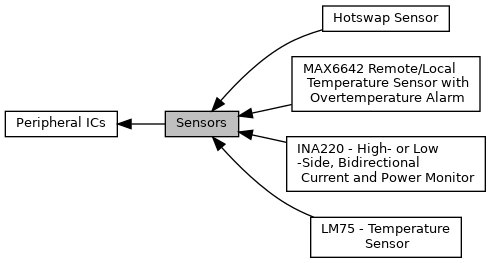 Hotswap Sensor
MAX6642 Remote/Local
Temperature Sensor with
Overtemperature Alarm
Peripheral ICs
Sensors
INA220 - High- or Low
-Side, Bidirectional
Current and Power Monitor
LM75 - Temperature
Sensor